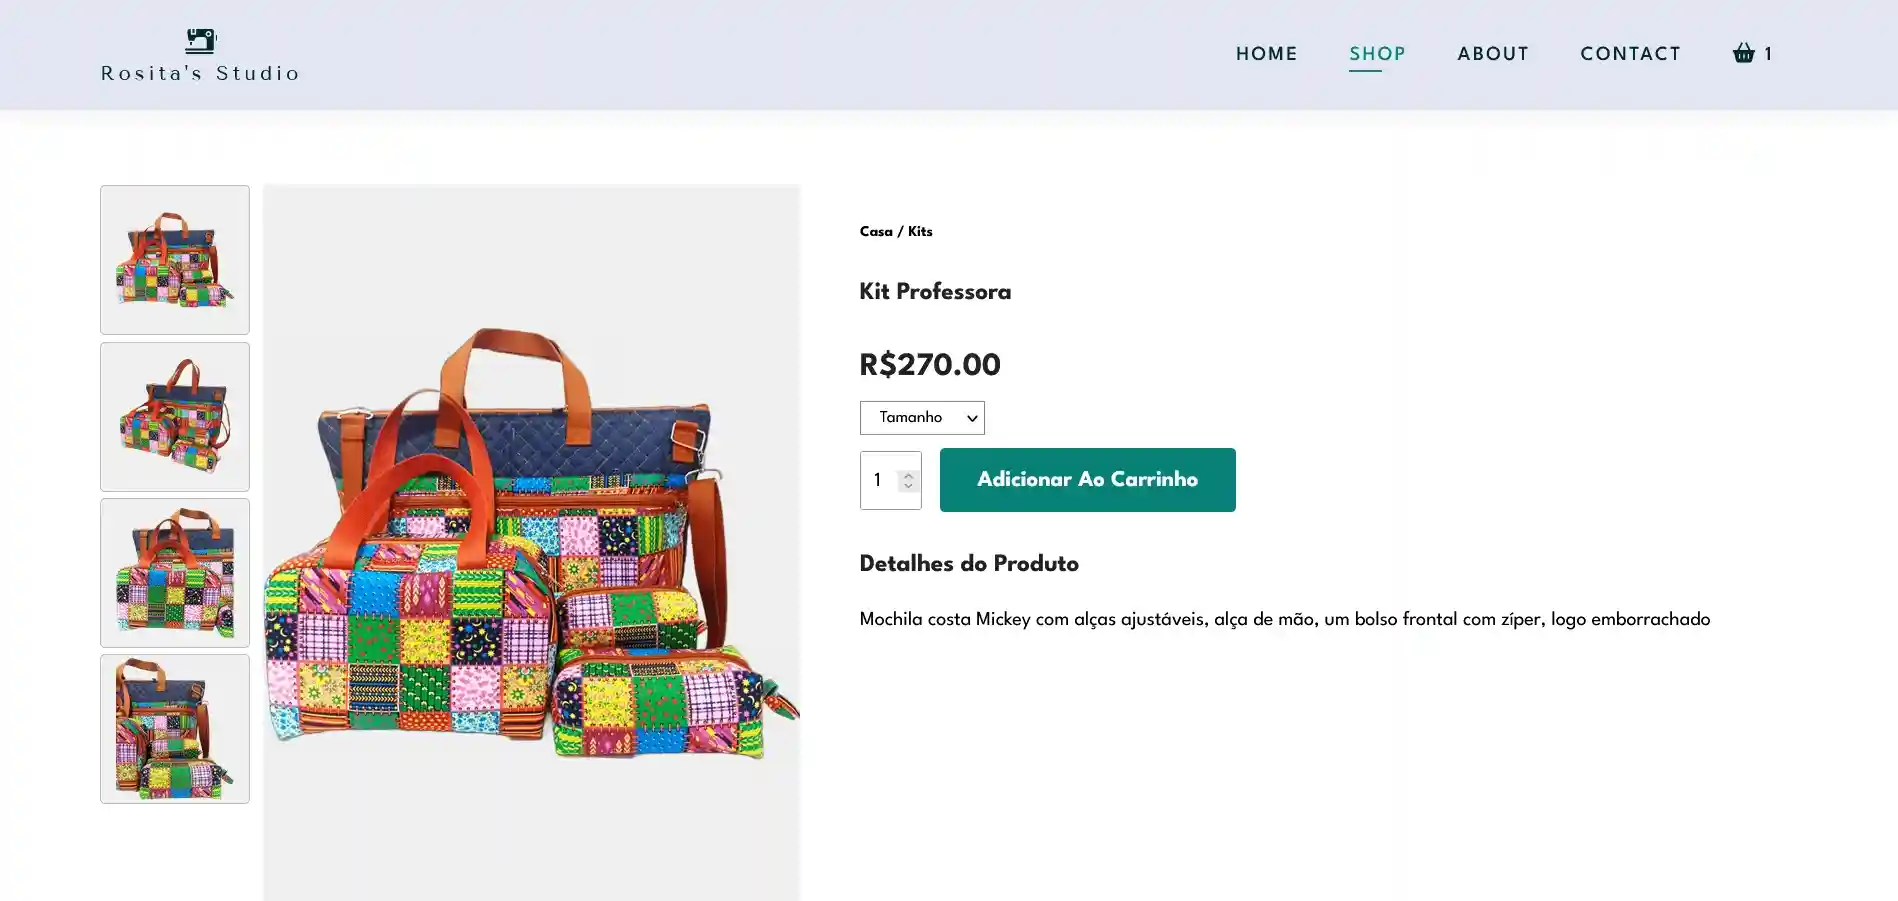 Rosita's Studio
HOME
SHOP
ABOUT
CONTACT
1
Casa / Kits
Kit Professora
R$270.00
Tamanho
1
Adicionar Ao Carrinho
Detalhes do Produto
Mochila costa Mickey com alças ajustáveis, alça de mão, um bolso frontal com zíper, logo emborrachado